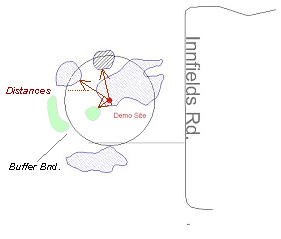 Innfields Rd.
Distances
Demo Site
Buffer Bnd.